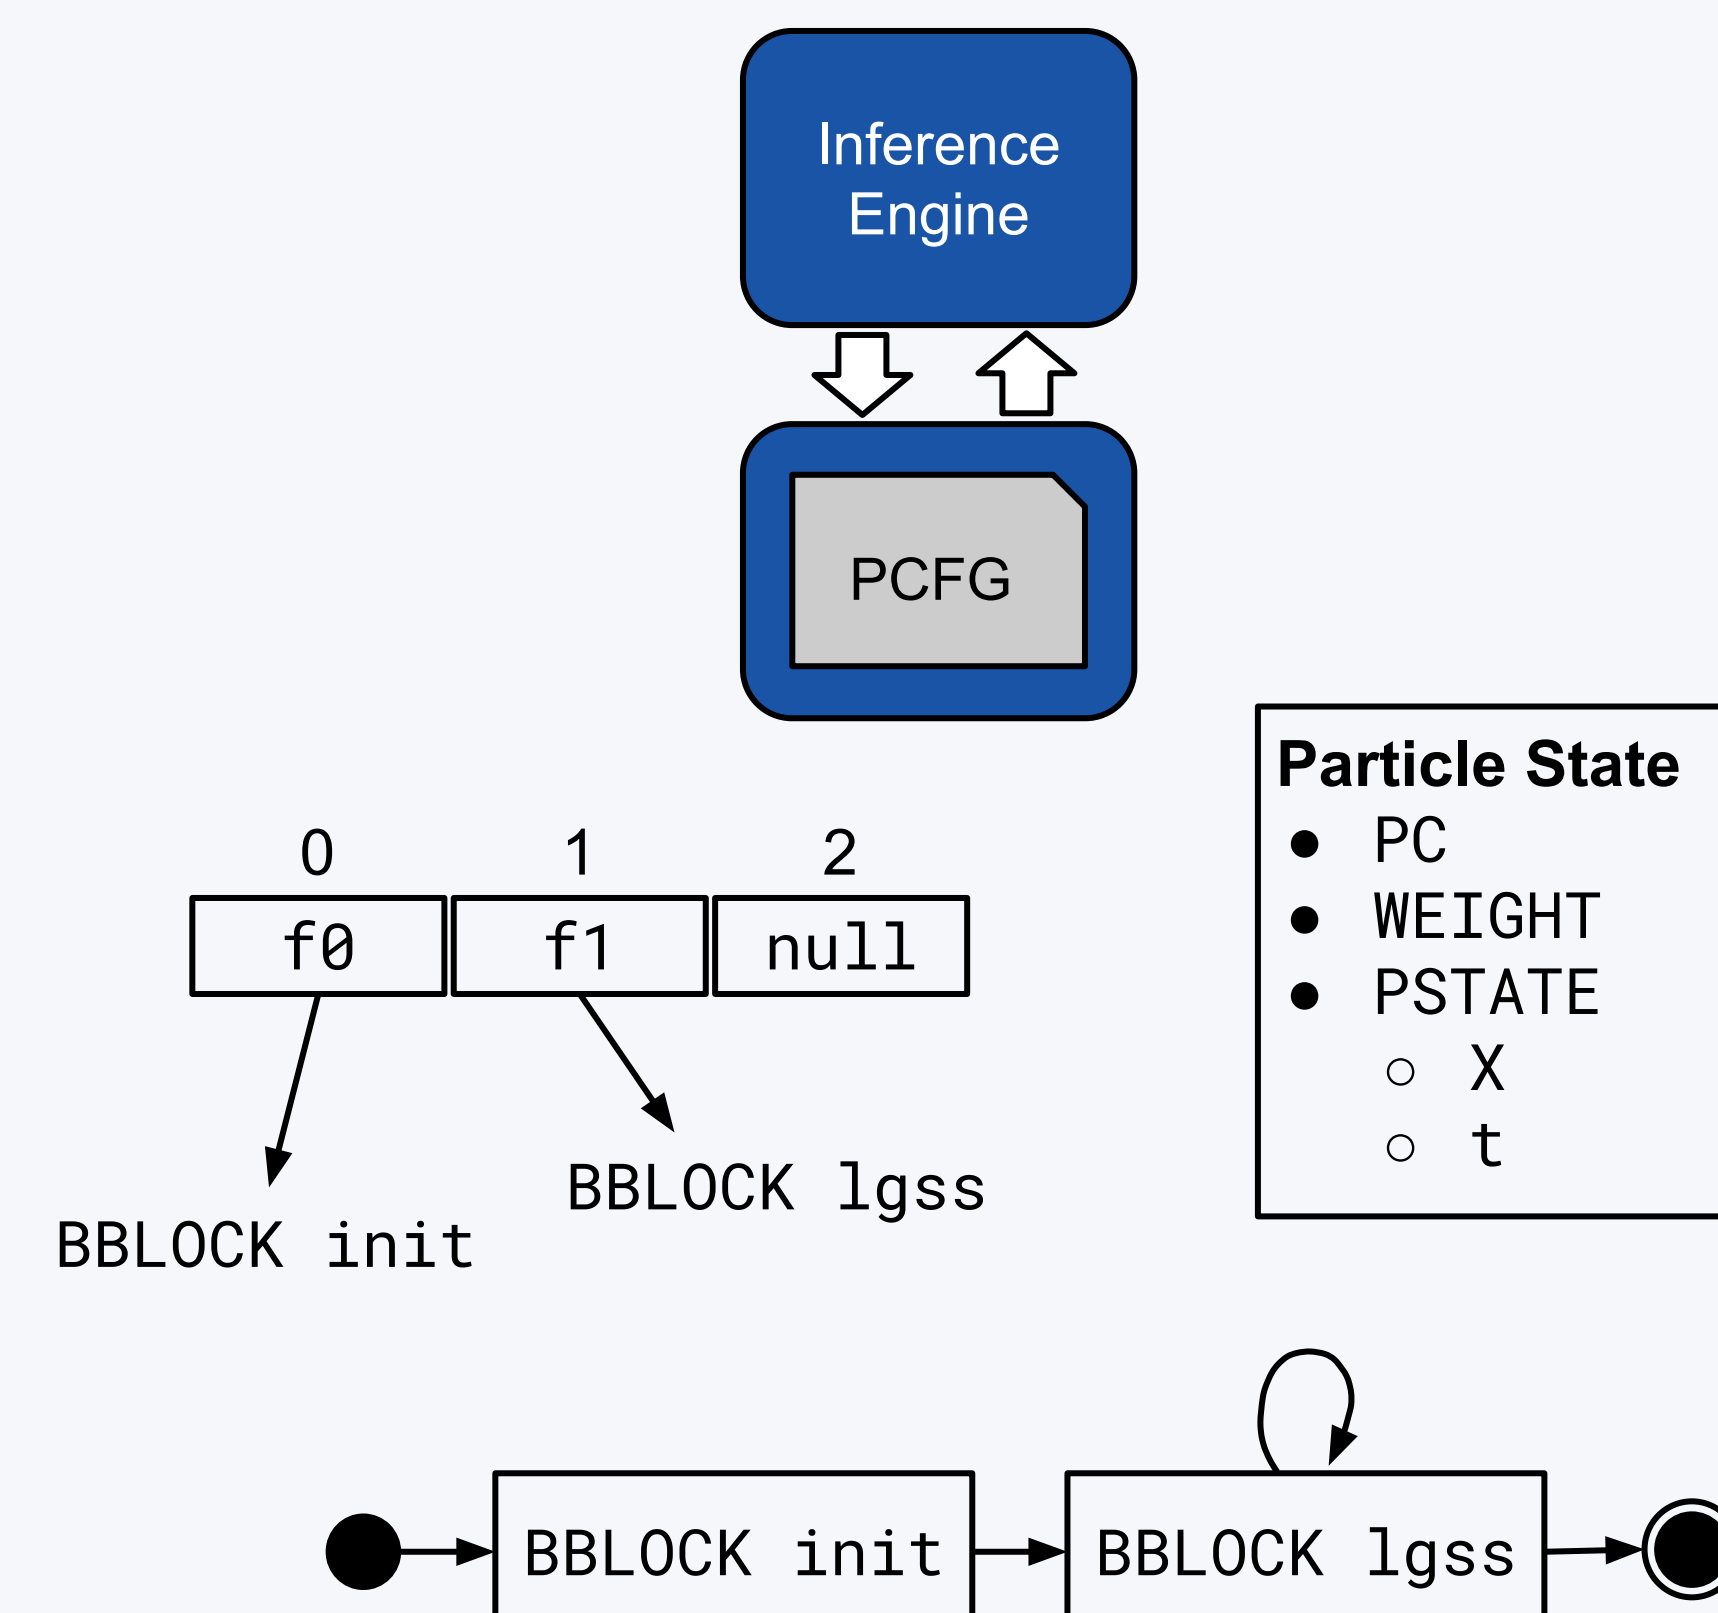 Inference
Engine
PCFG
Particle State
● PC
● WEIGHT
● PSTATE
○ X
○ t
0 1 2
f0 f1 null
BBLOCK lgss
BBLOCK init
BBLOCK init
BBLOCK lgss